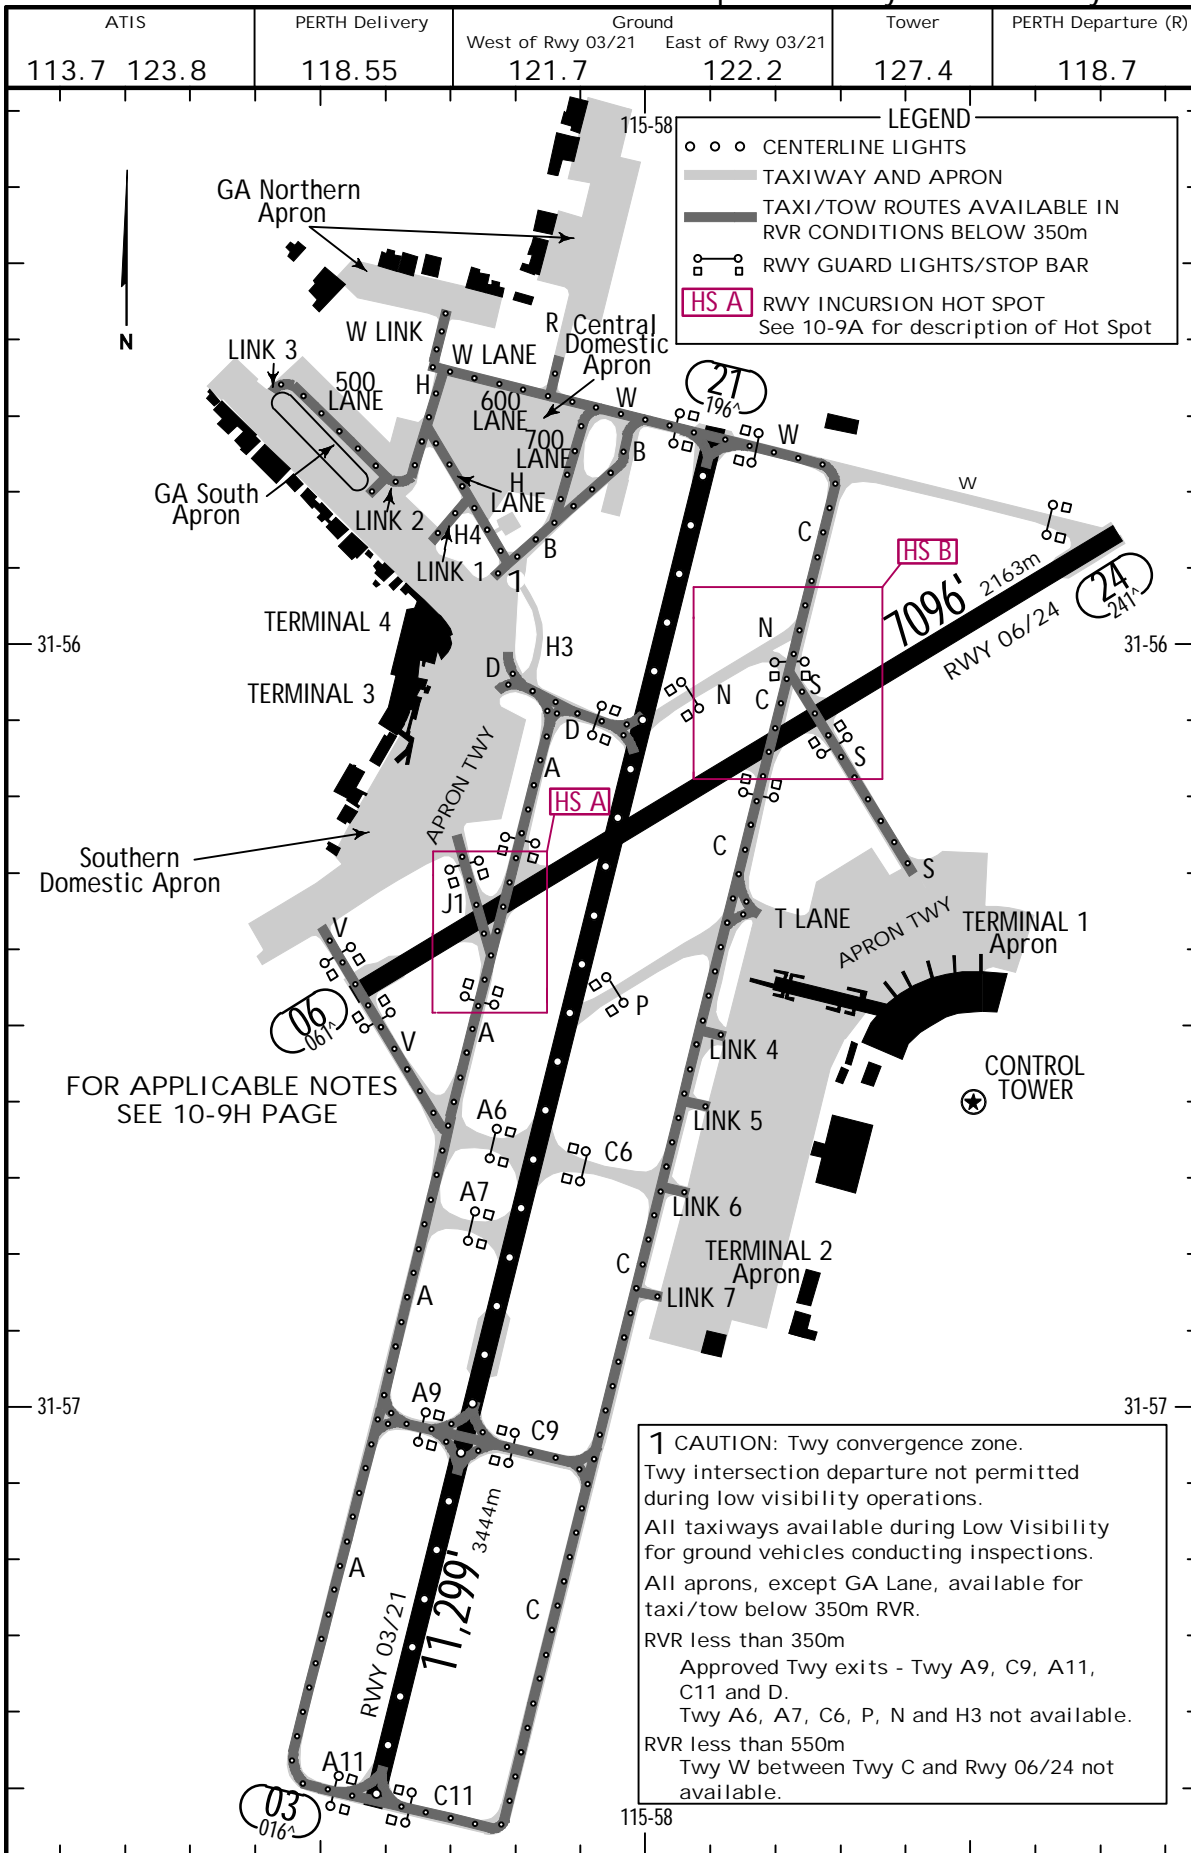 ATIS
PERTH Delivery
Ground
Tower
PERTH Departure (R)
West of Rwy 03/21
East of Rwy 03/21
113.7 123.8
118.55
121.7
122.2
127.4
118.7
115-58
LEGEND
CENTERLINE LIGHTS
TAXIWAY AND APRON
TAXI/TOW ROUTES AVAILABLE IN
RVR CONDITIONS BELOW 350m
RWY GUARD LIGHTS/STOP BAR
HS A
RWY INCURSION HOT SPOT
See 10-9A for description of Hot Spot
GA Northern
Apron
N
W LINK
R
Central
Domestic
Apron
LINK 3
W LANE
500
LANE
H
600
LANE
W
21
196^
W
700
LANE
B
W
GA South
Apron
H
LANE
LINK 2
H4
B
C
LINK 1
1
HS B
7096'
2163m
24
241^
RWY 06/24
TERMINAL 4
31-56
31-56
N
H3
D
TERMINAL 3
N
C
S
D
S
A
APRON TWY
HS A
C
Southern
Domestic Apron
S
J1
V
T LANE
APRON TWY
TERMINAL 1
Apron
06
061^
P
A
V
LINK 4
CONTROL
TOWER
FOR APPLICABLE NOTES
SEE 10-9H PAGE
A6
LINK 5
C6
A7
LINK 6
TERMINAL 2
Apron
C
A
LINK 7
A9
31-57
31-57
C9
3444m
11,299'
A
C
RWY 03/21
A11
C11
03
016^
115-58
1 CAUTION: Twy convergence zone.
Twy intersection departure not permitted
during low visibility operations.
All taxiways available during Low Visibility
for ground vehicles conducting inspections.
All aprons, except GA Lane, available for
taxi/tow below 350m RVR.
RVR less than 350m
Approved Twy exits - Twy A9, C9, A11,
C11 and D.
Twy A6, A7, C6, P, N and H3 not available.
RVR less than 550m
Twy W between Twy C and Rwy 06/24 not
available.